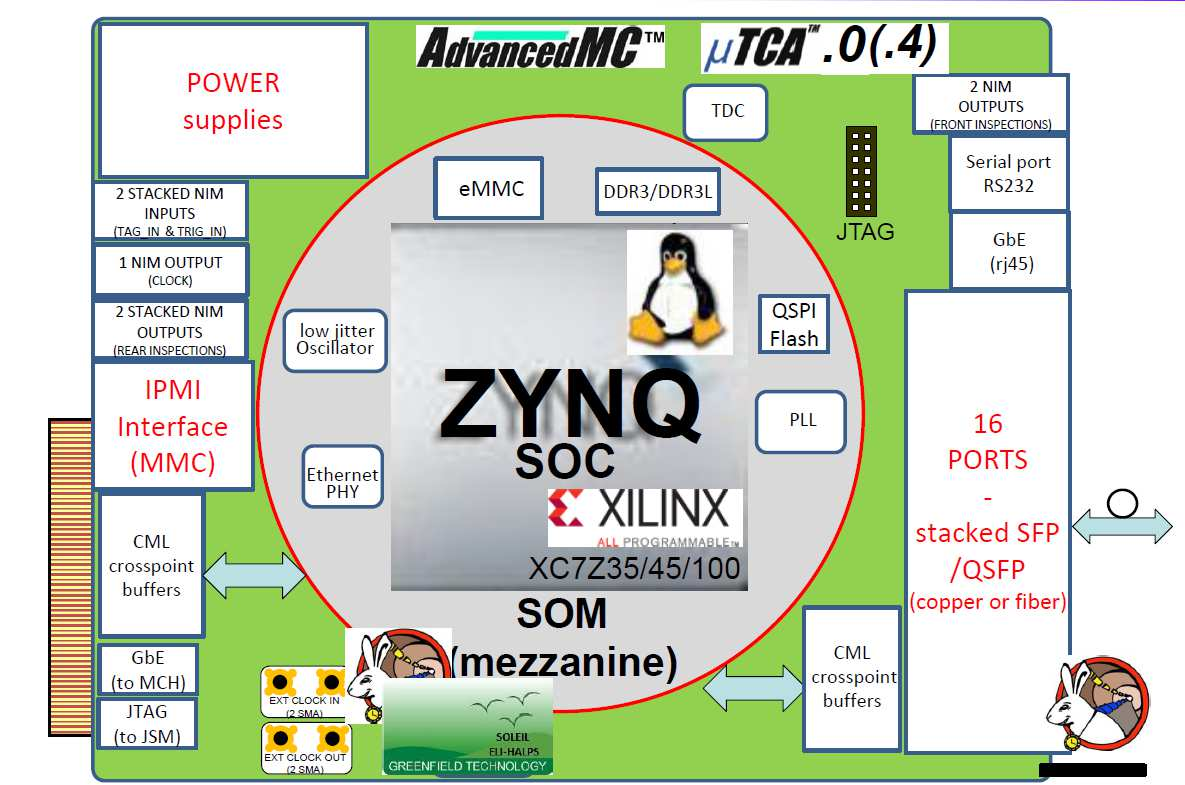 AdvancedMC™
µTCA™.0(.4)
POWER
supplies
TDC
2 NIM
OUTPUTS
(FRONT INSPECTIONS)
Serial port
RS232
GbE
(rj45)
JTAG
eMMC
DDR3/DDR3L
2 STACKED NIM
INPUTS
(TAG_IN & TRIG_IN)
1 NIM OUTPUT
(CLOCK)
2 STACKED NIM
OUTPUTS
(REAR INSPECTIONS)
low jitter
Oscillator
QSPI
Flash
ZYNQ
SOC
PLL
IPMI
Interface
(MMC)
Ethernet
PHY
XILINX
ALL PROGRAMMABLE™
XC7Z35/45/100
SOM
(mezzanine)
16
PORTS
-
stacked SFP
/QSFP
(copper or fiber)
CML
crosspoint
buffers
CML
crosspoint
buffers
GbE
(to MCH)
JTAG
(to JSM)
EXT CLOCK IN
(2 SMA)
EXT CLOCK OUT
(2 SMA)
SOLEIL
ELI-HALPS
GREENFIELD TECHNOLOGY